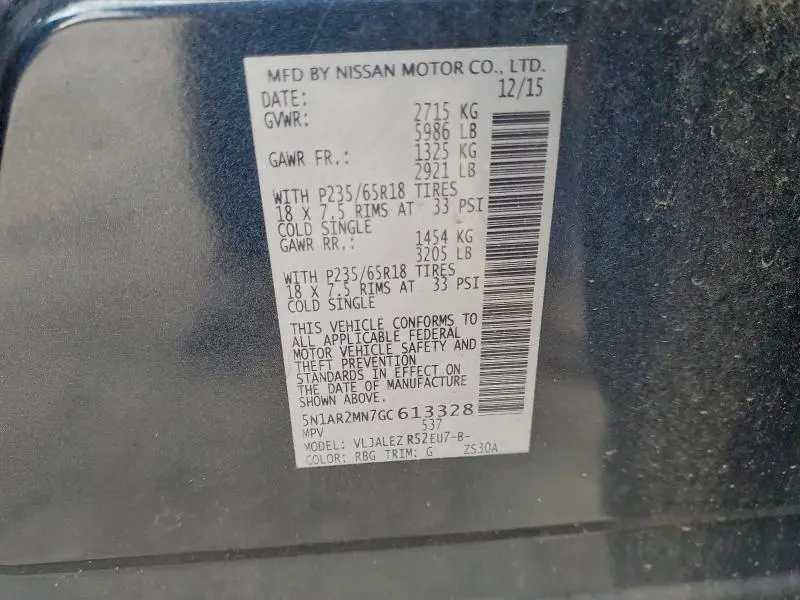 MFD BY NISSAN MOTOR CO., LTD.
DATE: 12/15
GVWR: 2715 KG
5986 LB
GAWR FR.: 1325 KG
2921 LB
WITH P235/65R18 TIRES
18 X 7.5 RIMS AT 33 PSI
COLD SINGLE
GAWR RR.: 1454 KG
3205 LB
WITH P235/65R18 TIRES
18 X 7.5 RIMS AT 33 PSI
COLD SINGLE
THIS VEHICLE CONFORMS TO
ALL APPLICABLE FEDERAL
MOTOR VEHICLE SAFETY AND
THEFT PREVENTION
STANDARDS IN EFFECT ON
THE DATE OF MANUFACTURE
SHOWN ABOVE.
5N1AR2MN7GC613328
MPV 537
MODEL: VLJALEZ R52EU7-B-
COLOR: RBG TRIM: G ZS30A